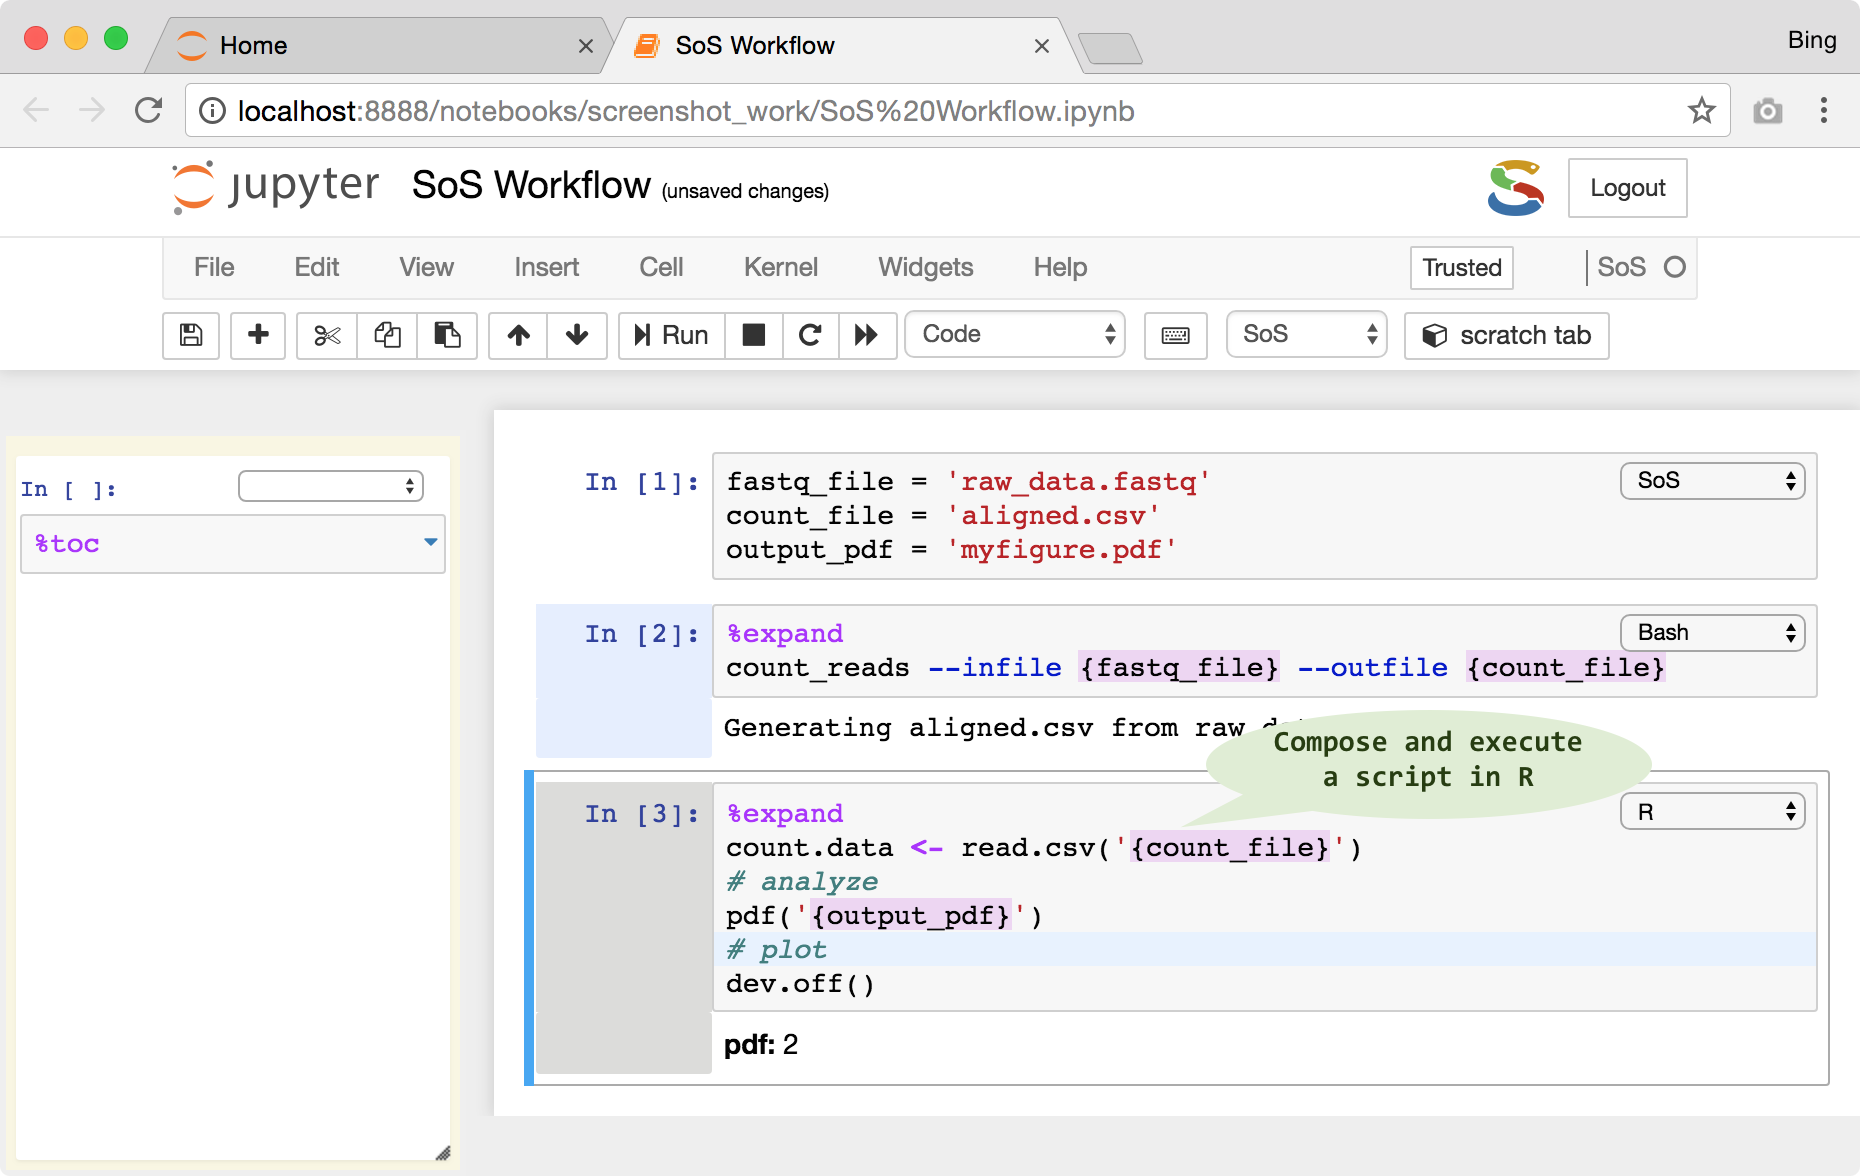 Home
SoS Workflow
Bing
localhost:8888/notebooks/screenshot_work/SoS%20Workflow.ipynb
jupyter SoS Workflow (unsaved changes)
Logout
File Edit View Insert Cell Kernel Widgets Help Trusted SoS
Run Code SoS scratch tab
In [ ]:
%toc
In [1]:
fastq_file = 'raw_data.fastq' SoS
count_file = 'aligned.csv'
output_pdf = 'myfigure.pdf'
In [2]:
%expand Bash
count_reads --infile {fastq_file} --outfile {count_file}
Generating aligned.csv from raw
Compose and execute
a script in R
In [3]:
%expand R
count.data <- read.csv('{count_file}')
# analyze
pdf('{output_pdf}')
# plot
dev.off()
pdf: 2